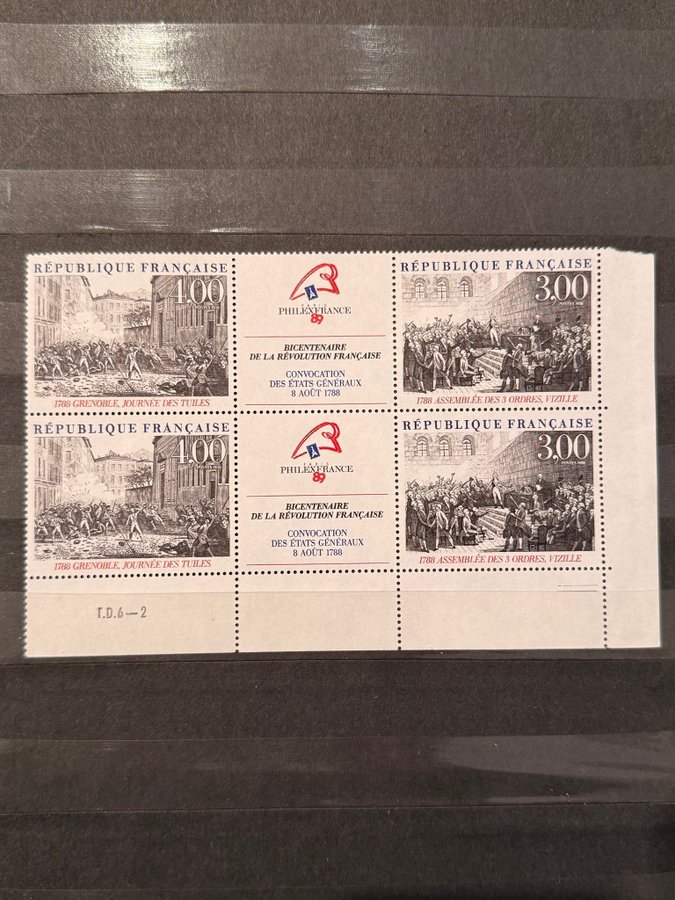 RÉPUBLIQUE FRANÇAISE
4,00
1788 GRENOBLE, JOURNÉE DES TUILES
PHILEXFRANCE
89
BICENTENAIRE
DE LA RÉVOLUTION FRANÇAISE
CONVOCATION
DES ÉTATS GÉNÉRAUX
8 AOÛT 1788
RÉPUBLIQUE FRANÇAISE
3,00
1788 ASSEMBLÉE DES 3 ORDRES, VIZILLE
RÉPUBLIQUE FRANÇAISE
4,00
1788 GRENOBLE, JOURNÉE DES TUILES
PHILEXFRANCE
89
BICENTENAIRE
DE LA RÉVOLUTION FRANÇAISE
CONVOCATION
DES ÉTATS GÉNÉRAUX
8 AOÛT 1788
RÉPUBLIQUE FRANÇAISE
3,00
1788 ASSEMBLÉE DES 3 ORDRES, VIZILLE
T.D.6—2